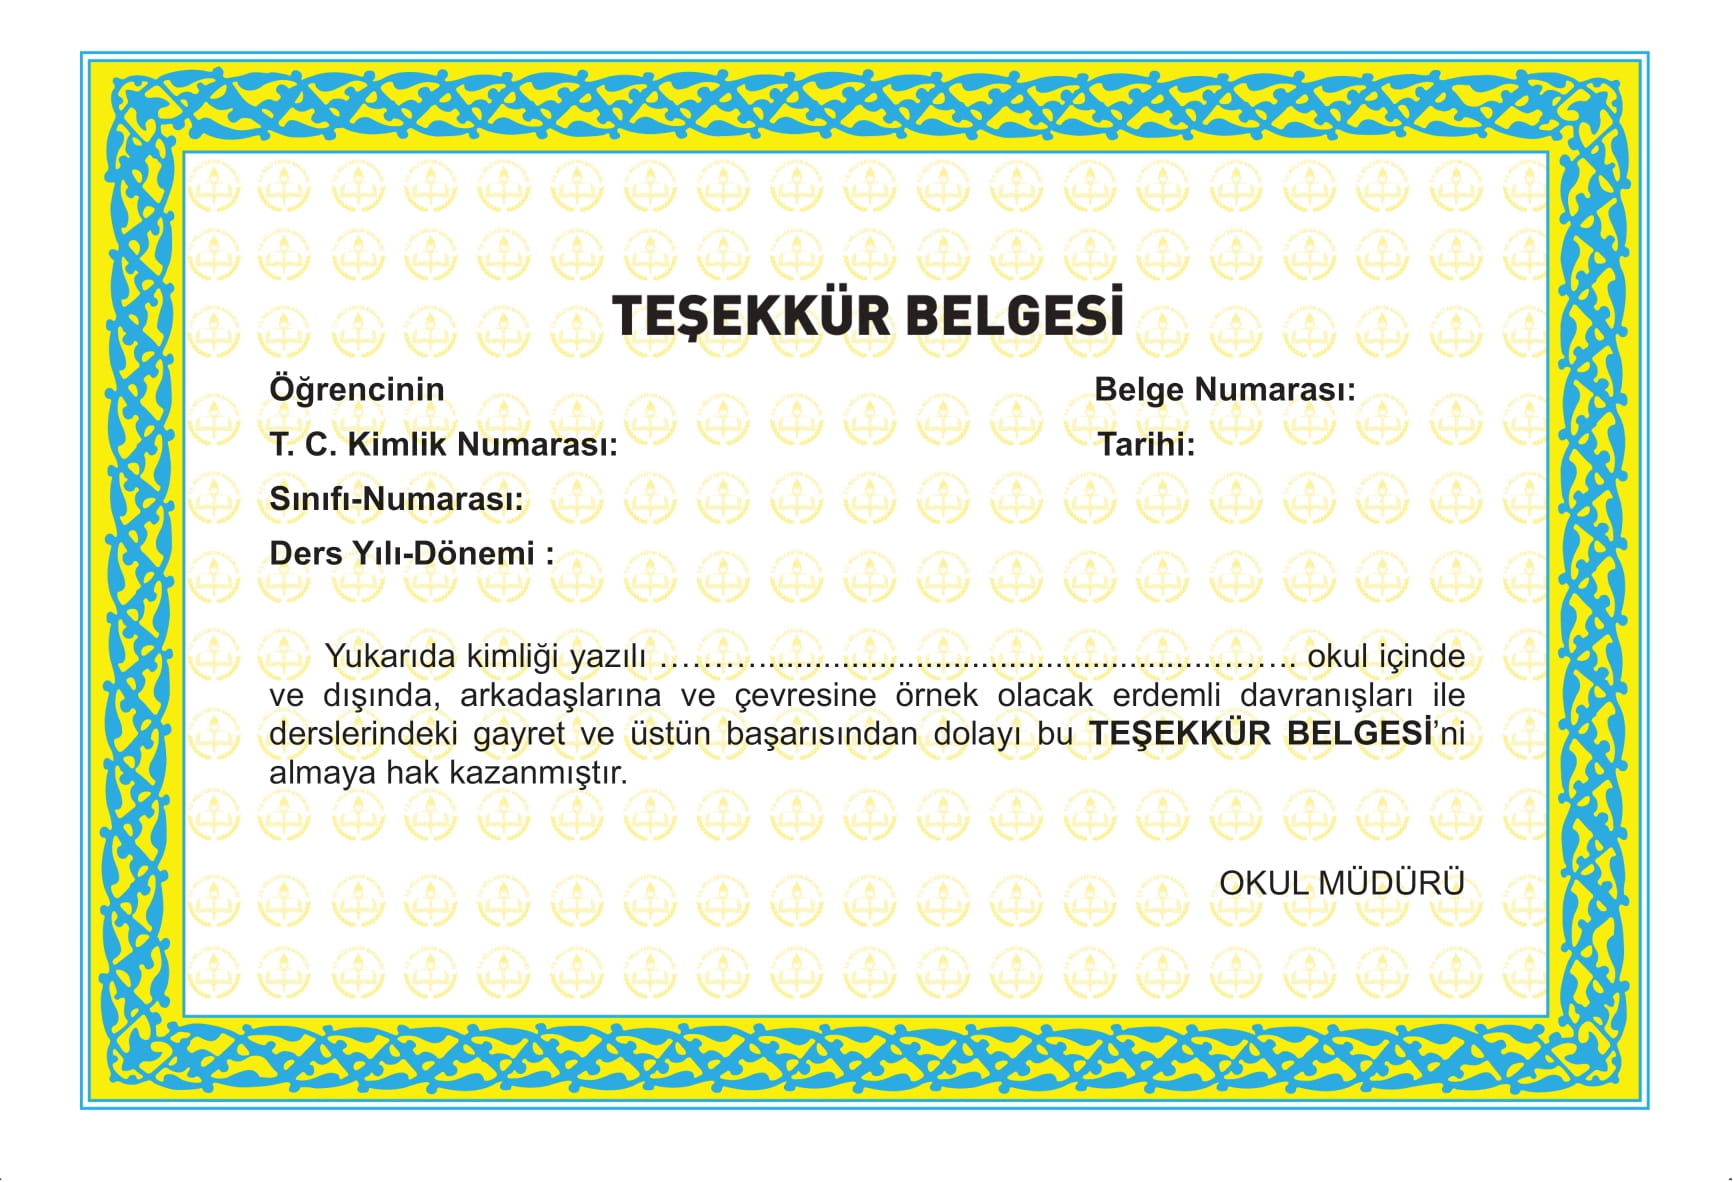 TEŞEKKÜR BELGESİ
Öğrencinin
Belge Numarası:
T. C. Kimlik Numarası:
Tarihi:
Sınıfı-Numarası:
Ders Yılı-Dönemi :
Yukarıda kimliği yazılı ………..................................................……… okul içinde
ve dışında, arkadaşlarına ve çevresine örnek olacak erdemli davranışları ile
derslerindeki gayret ve üstün başarısından dolayı bu TEŞEKKÜR BELGESİ’ni
almaya hak kazanmıştır.
OKUL MÜDÜRÜ